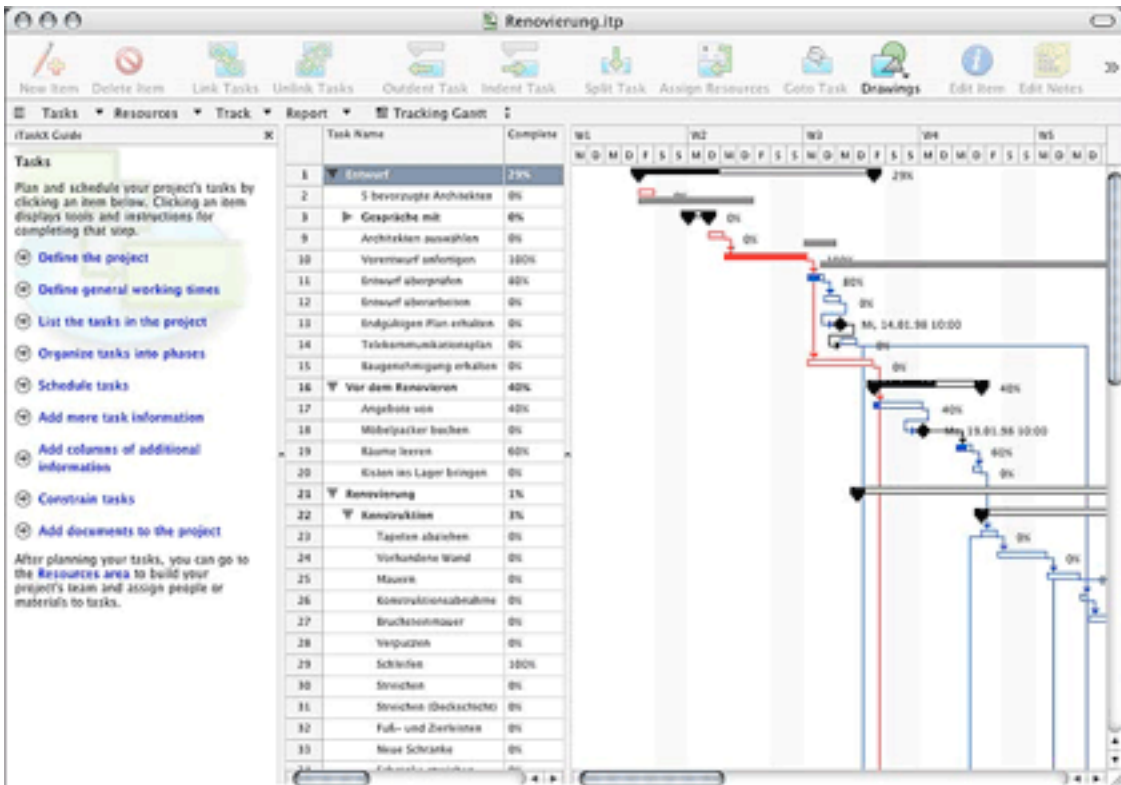 Renovierung.itp
New Item Delete Item Link Tasks Unlink Tasks Outdent Task Indent Task Split Task Assign Resources Goto Task Drawings Edit Item Edit Notes
Tasks Resources Track Report Tracking Gantt
iTaskX Guide
Tasks
Plan and schedule your project's tasks by
clicking an item below. Clicking an item
displays tools and instructions for
completing that step.
Define the project
Define general working times
List the tasks in the project
Organize tasks into phases
Schedule tasks
Add more task information
Add columns of additional
information
Constrain tasks
Add documents to the project
After planning your tasks, you can go to
the Resources area to build your
project's team and assign people or
materials to tasks.
Task Name Complete
1 Entwurf 29%
2 5 bevorzugte Architekten 0%
3 Gespräche mit 0%
9 Architekten auswählen 0%
10 Vorentwurf anfertigen 100%
11 Entwurf überprüfen 80%
12 Entwurf überarbeiten 0%
13 Endgültigen Plan erhalten 0%
14 Telekommunikationsplan 0%
15 Baugenehmigung erhalten 0%
16 Vor dem Renovieren 40%
17 Angebote von 40%
18 Möbelpacker buchen 0%
19 Räume leeren 60%
20 Kisten ins Lager bringen 0%
21 Renovierung 1%
22 Konstruktion 3%
23 Tapeten abziehen 0%
24 Vorhandene Wand 0%
25 Mauern 0%
26 Konstruktionsabnahme 0%
27 Bruchsteinmauer 0%
28 Verputzen 0%
29 Schleifen 100%
30 Streichen 0%
31 Streichen (Deckschicht) 0%
32 Fuß- und Zierleisten 0%
33 Neue Schränke 0%
W1 W2 W3 W4 W5
M D M D F S S M D M D F S S M D M D F S S M D M D F S S M D M D
29%
0%
0%
0%
100%
80%
0%
Mi, 14.01.98 10:00
0%
0%
40%
40%
Mo, 19.01.98 10:00
60%
0%
0%
0%